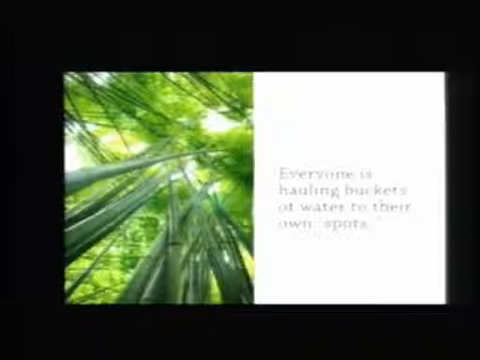 Everyone is
hauling buckets
of water to their
own "spots."